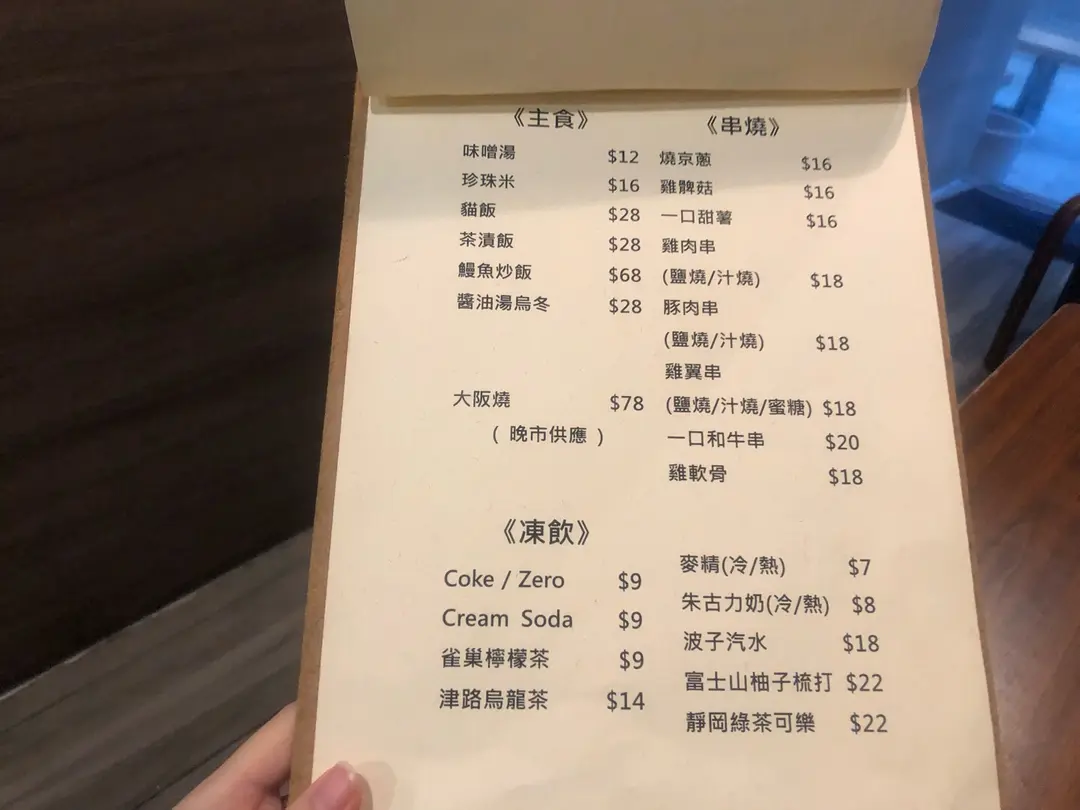 《主食》
味噌湯 $12
珍珠米 $16
貓飯 $28
茶漬飯 $28
鰻魚炒飯 $68
醬油湯烏冬 $28
大阪燒 $78
( 晚市供應 )
《串燒》
燒京蔥 $16
雞髀菇 $16
一口甜薯 $16
雞肉串
(鹽燒/汁燒) $18
豚肉串
(鹽燒/汁燒) $18
雞翼串
(鹽燒/汁燒/蜜糖) $18
一口和牛串 $20
雞軟骨 $18
《凍飲》
Coke / Zero $9
Cream Soda $9
雀巢檸檬茶 $9
津路烏龍茶 $14
麥精(冷/熱) $7
朱古力奶(冷/熱) $8
波子汽水 $18
富士山柚子梳打 $22
靜岡綠茶可樂 $22